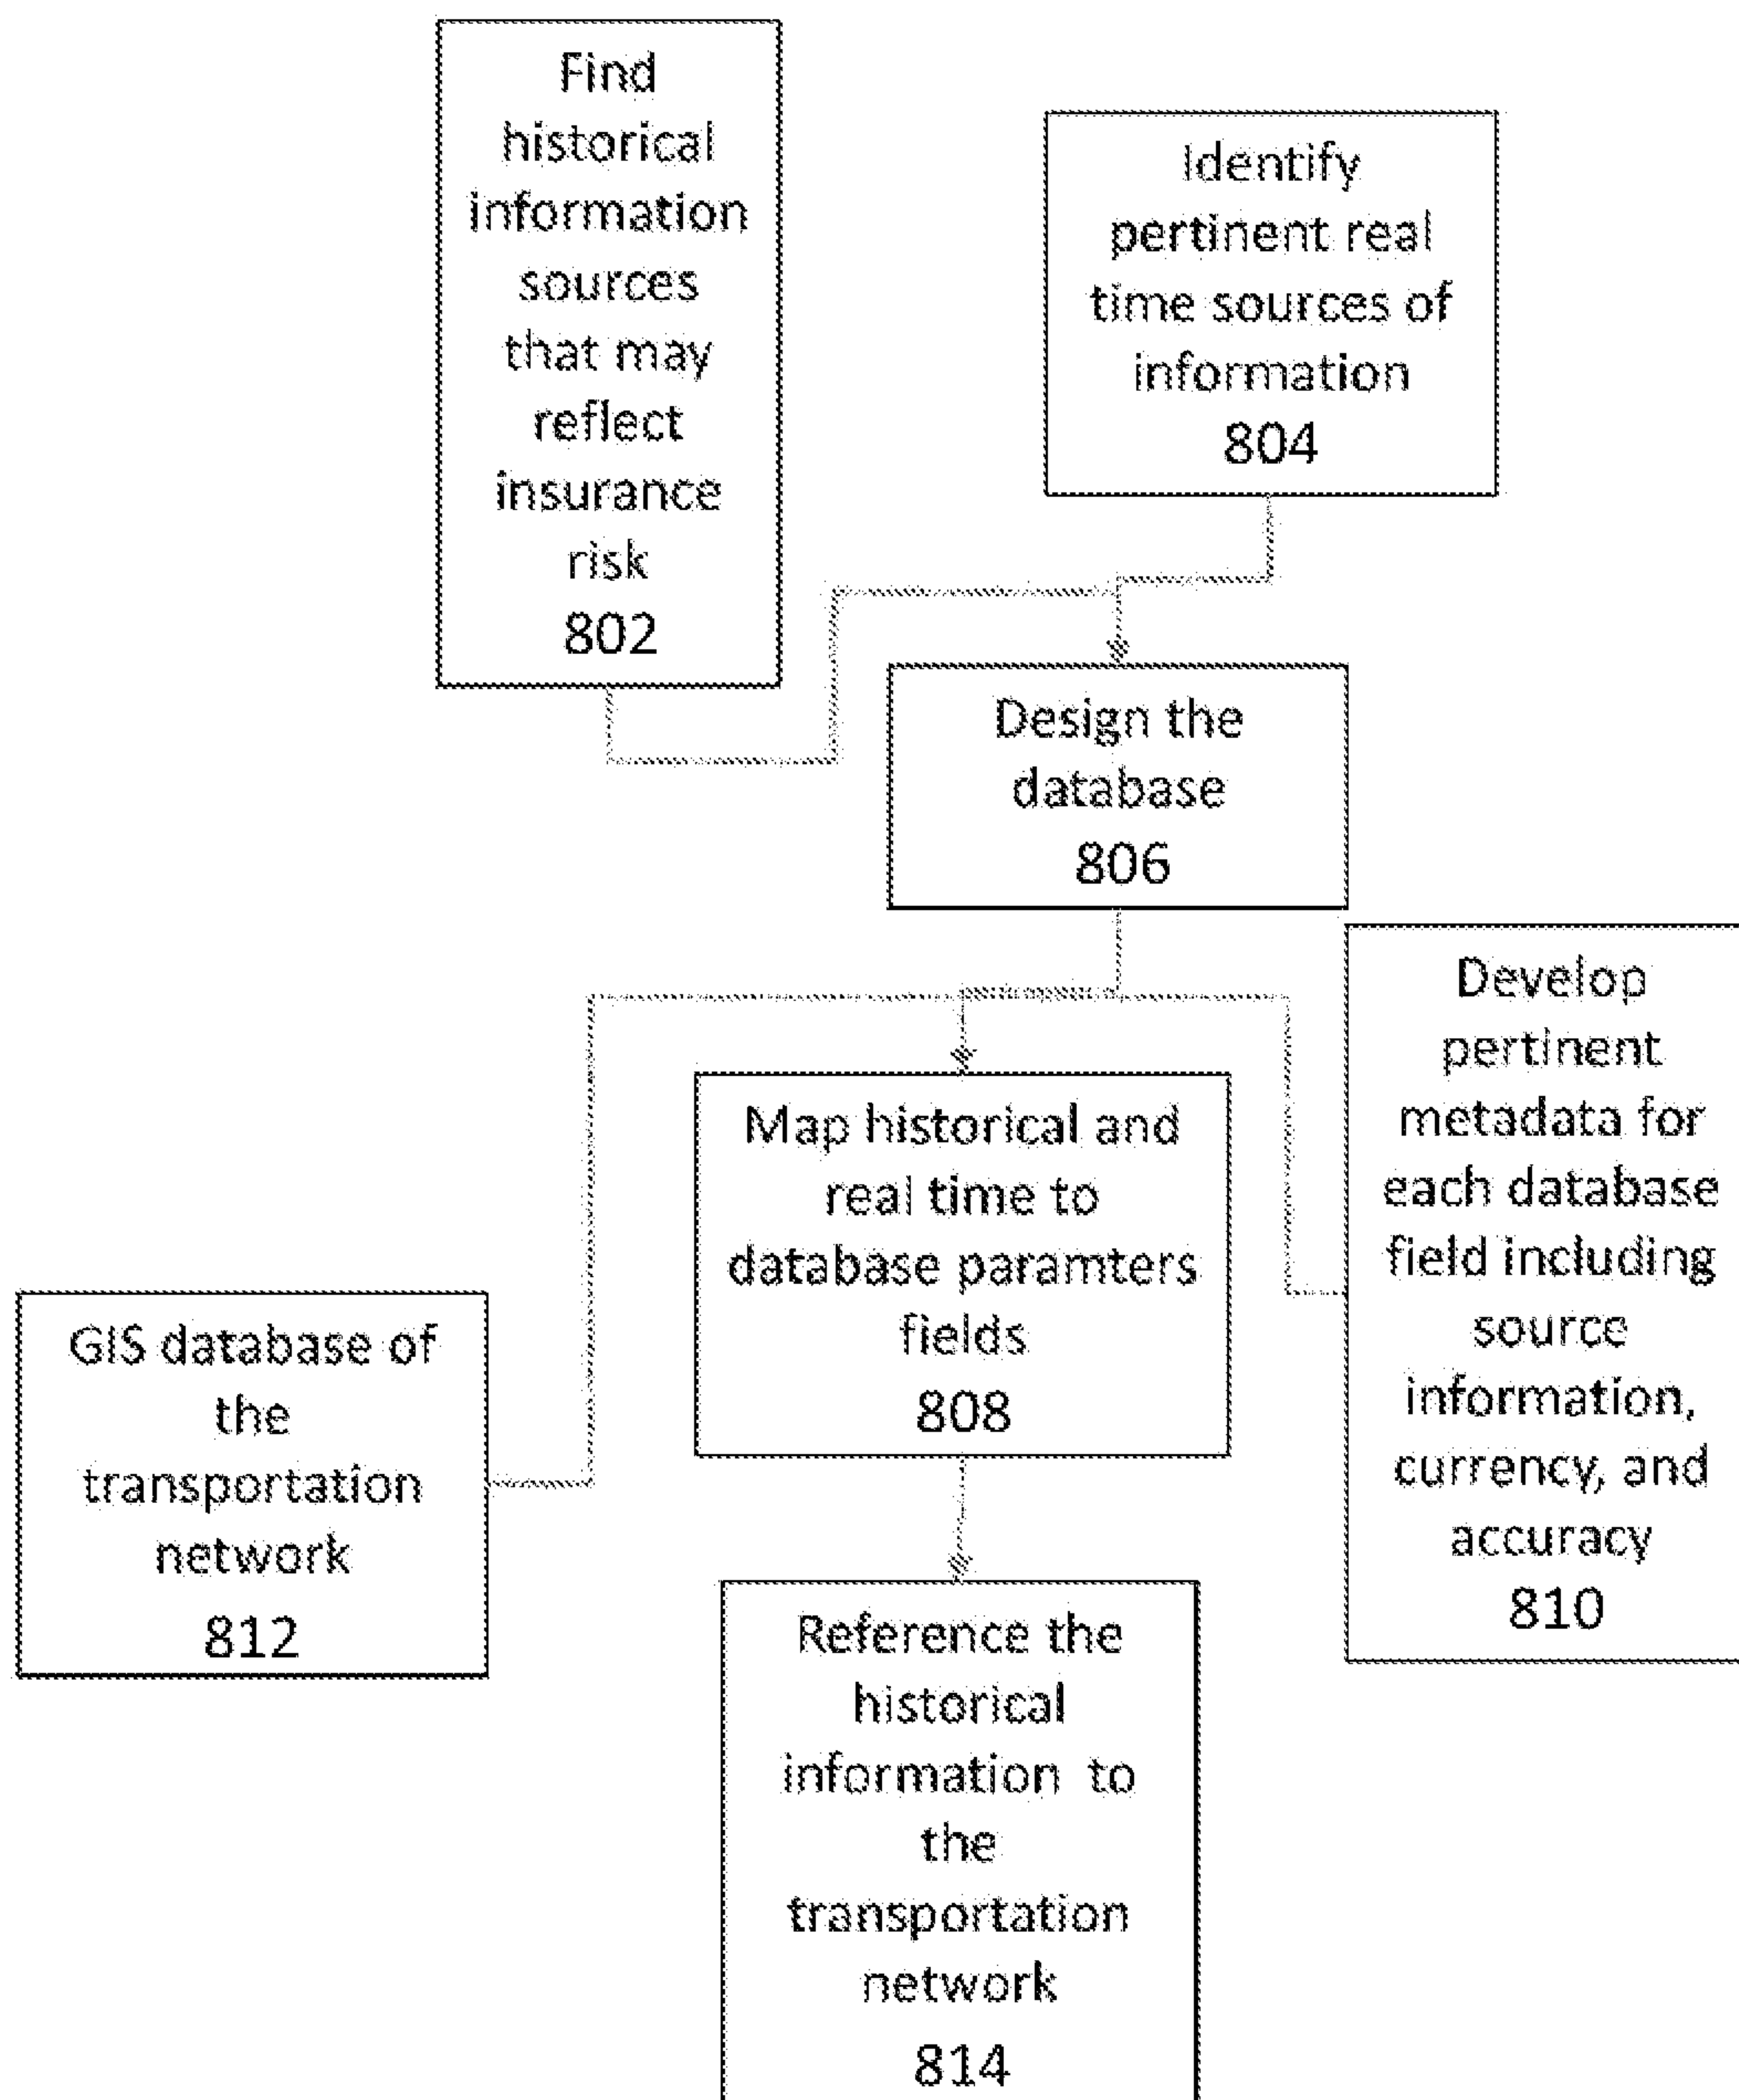 Find
historical
information
sources
that may
reflect
insurance
risk
802
Identify
pertinent real
time sources of
information
804
Design the
database
806
Map historical and
real time to
database paramters
fields
808
Develop
pertinent
metadata for
each database
field including
source
information,
currency, and
accuracy
810
GIS database of
the
transportation
network
812
Reference the
historical
information to
the
transportation
network
814